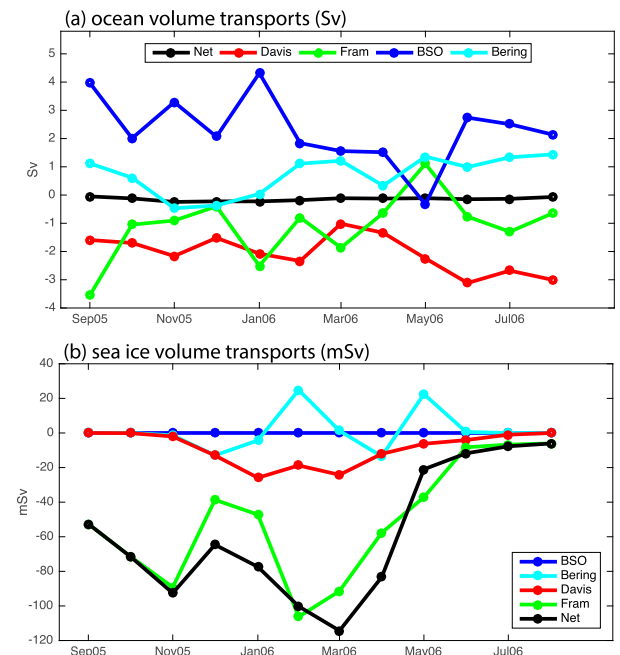 (a) ocean volume transports (Sv)
Net Davis Fram BSO Bering
5
4
3
2
1
0
-1
-2
-3
-4
Sv
Sep05 Nov05 Jan06 Mar06 May06 Jul06
(b) sea ice volume transports (mSv)
40
20
0
-20
-40
-60
-80
-100
-120
mSv
BSO
Bering
Davis
Fram
Net
Sep05 Nov05 Jan06 Mar06 May06 Jul06